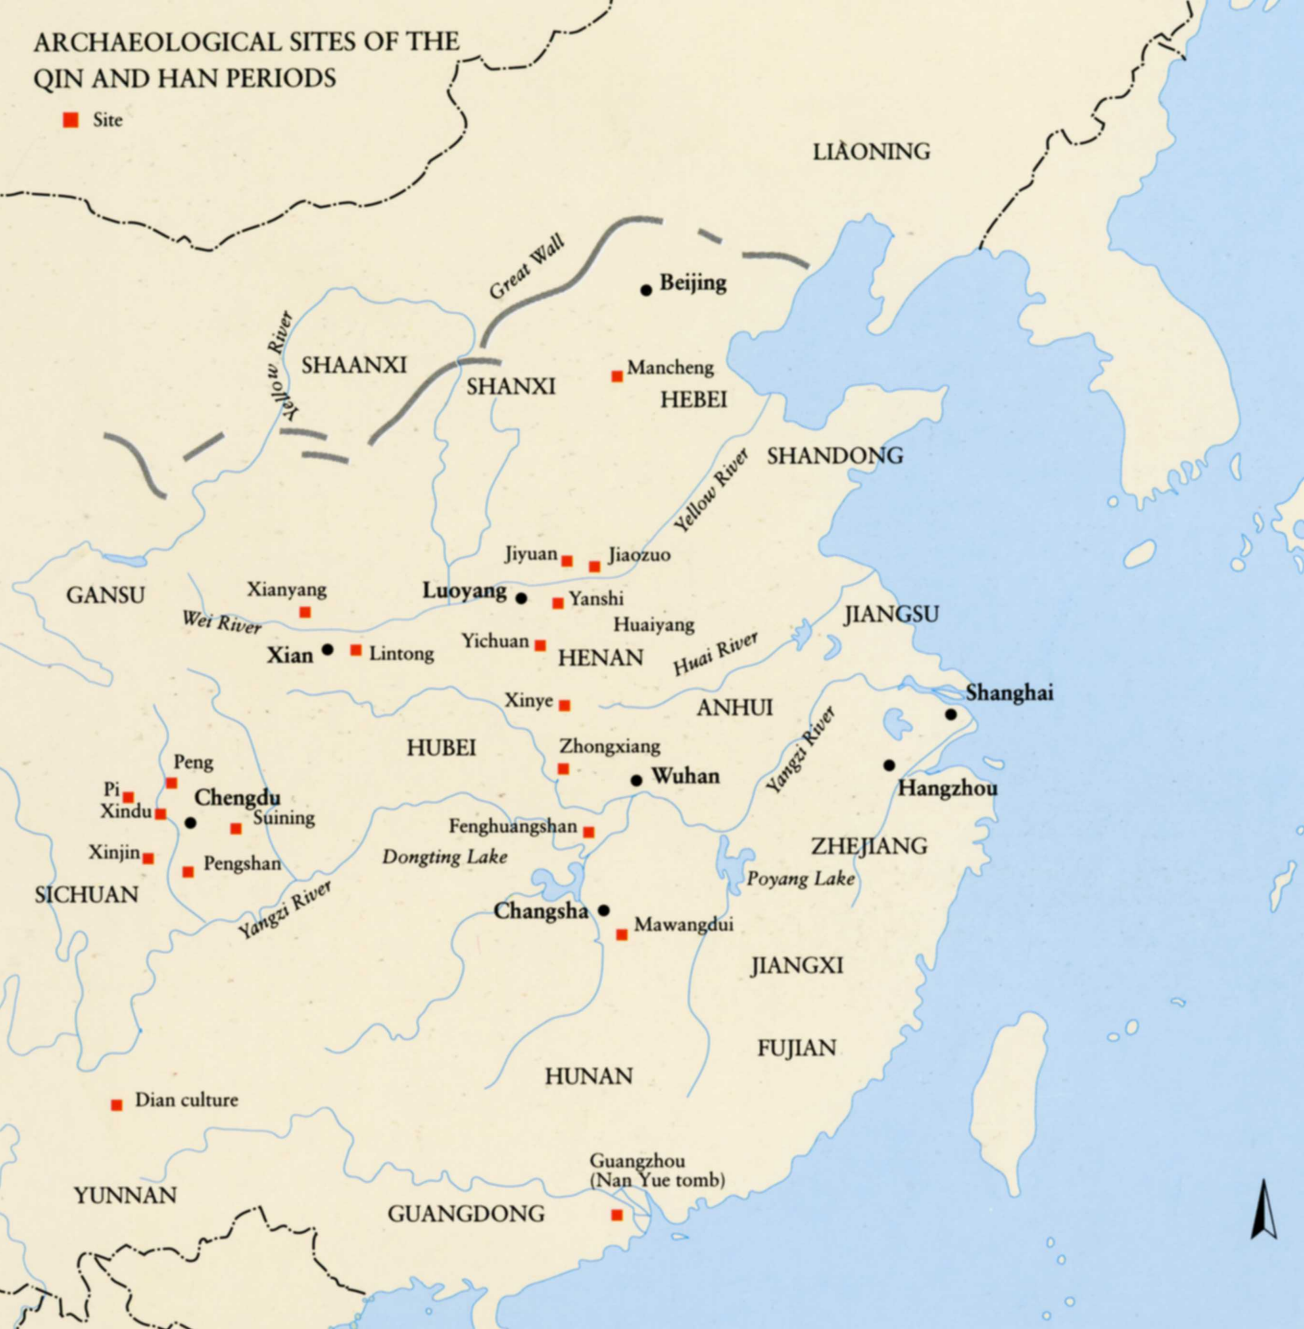 ARCHAEOLOGICAL SITES OF THE
QIN AND HAN PERIODS
Site
LIAONING
Great Wall
Beijing
Yellow River
SHAANXI
SHANXI
Mancheng
HEBEI
SHANDONG
Yellow River
Jiyuan
Jiaozuo
GANSU
Xianyang
Luoyang
Yanshi
Wei River
Huaiyang
JIANGSU
Xian
Lintong
Yichuan
HENAN
Huai River
Shanghai
Xinye
ANHUI
HUBEI
Zhongxiang
Yangzi River
Peng
Wuhan
Pi
Chengdu
Hangzhou
Xindu
Suining
Fenghuangshan
ZHEJIANG
Xinjin
Pengshan
Dongting Lake
Poyang Lake
SICHUAN
Yangzi River
Changsha
Mawangdui
JIANGXI
FUJIAN
HUNAN
Dian culture
Guangzhou
(Nan Yue tomb)
YUNNAN
GUANGDONG